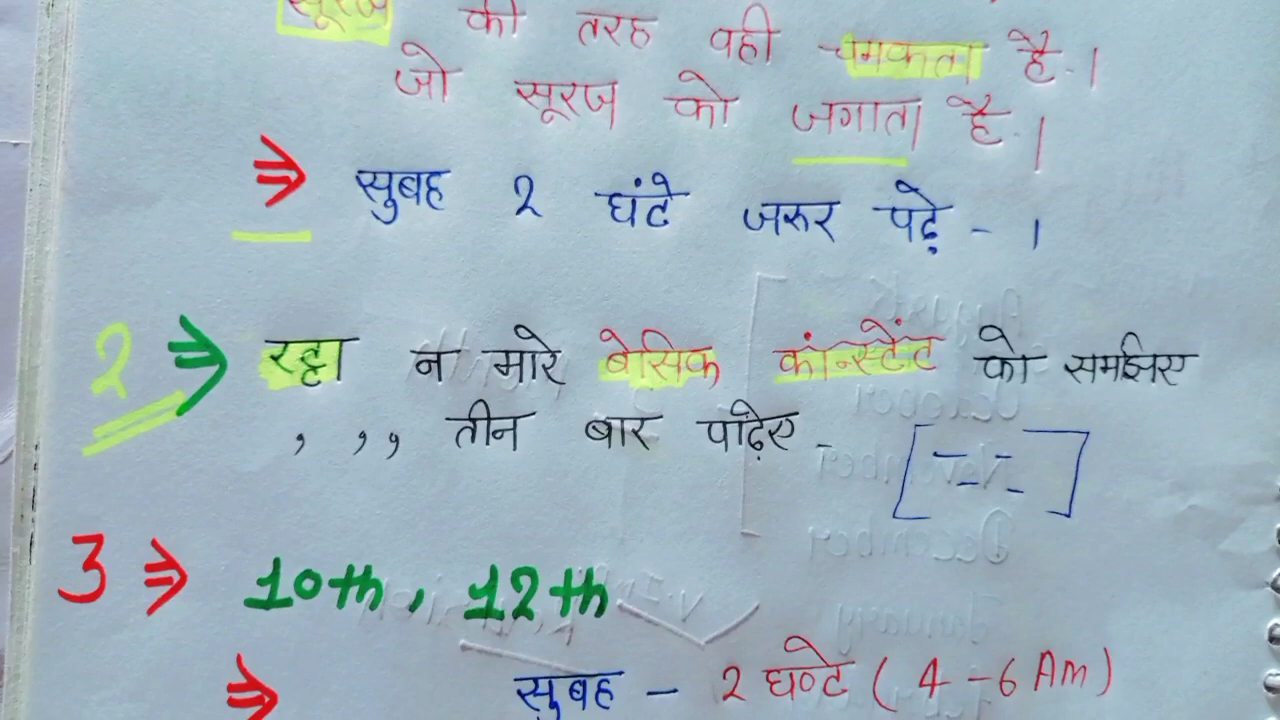 सूरज की तरह वही चमकता है।
जो सूरज को जगाता है।
⇒ सुबह 2 घंटे जरुर पढ़े - ।
2 ⇒ रट्टा न मारे बेसिक कांन्स्टेंट को समझिए
, , , तीन बार पढ़िए -
3 ⇒ 10th, 12th
⇒ सुबह - 2 घण्टे ( 4 - 6 Am )